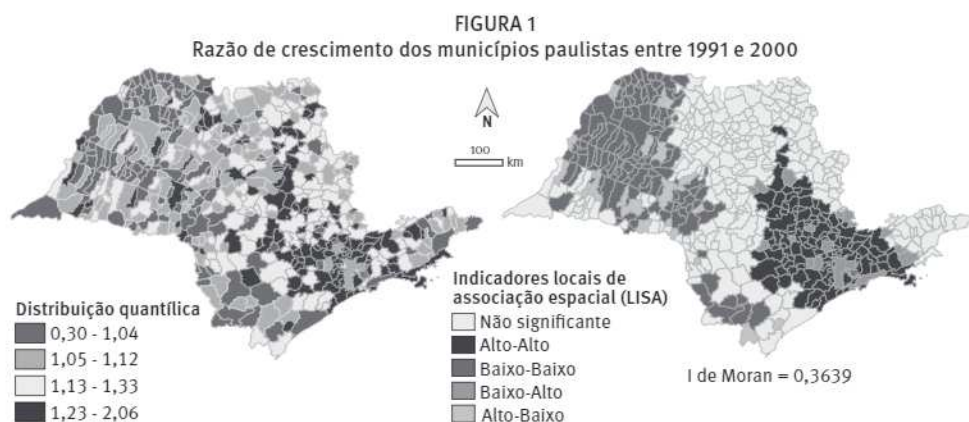 FIGURA 1
Razão de crescimento dos municípios paulistas entre 1991 e 2000
N
100
km
Distribuição quantílica
0,30 - 1,04
1,05 - 1,12
1,13 - 1,33
1,23 - 2,06
Indicadores locais de
associação espacial (LISA)
Não significante
Alto-Alto
Baixo-Baixo
Baixo-Alto
Alto-Baixo
I de Moran = 0,3639